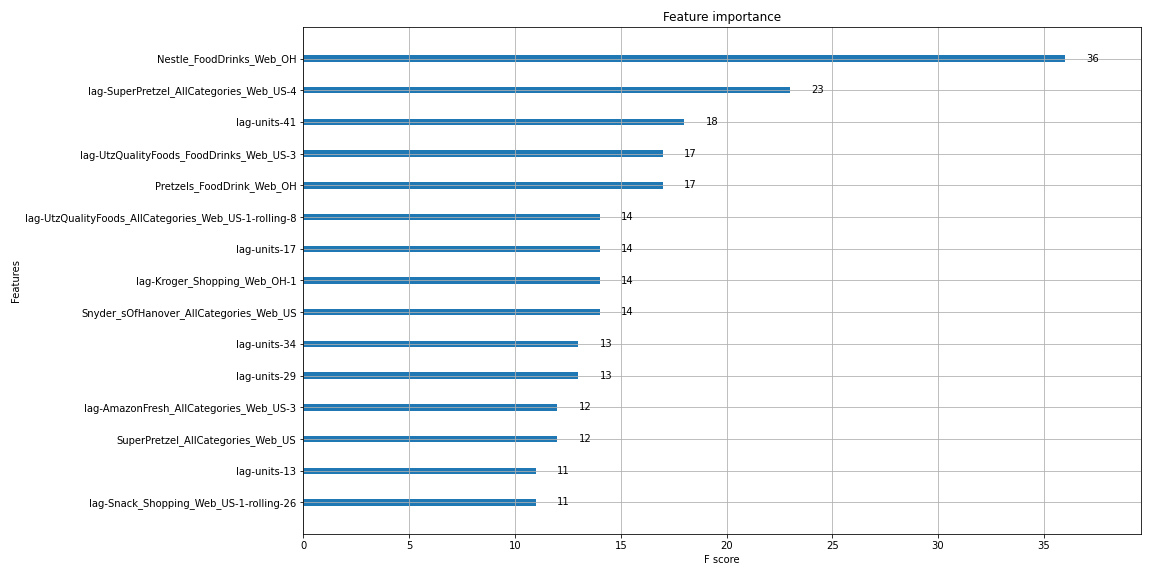 Feature importance
Features
Nestle_FoodDrinks_Web_OH 36
lag-SuperPretzel_AllCategories_Web_US-4 23
lag-units-41 18
lag-UtzQualityFoods_FoodDrinks_Web_US-3 17
Pretzels_FoodDrink_Web_OH 17
lag-UtzQualityFoods_AllCategories_Web_US-1-rolling-8 14
lag-units-17 14
lag-Kroger_Shopping_Web_OH-1 14
Snyder_sOfHanover_AllCategories_Web_US 14
lag-units-34 13
lag-units-29 13
lag-AmazonFresh_AllCategories_Web_US-3 12
SuperPretzel_AllCategories_Web_US 12
lag-units-13 11
lag-Snack_Shopping_Web_US-1-rolling-26 11
0 5 10 15 20 25 30 35
F score